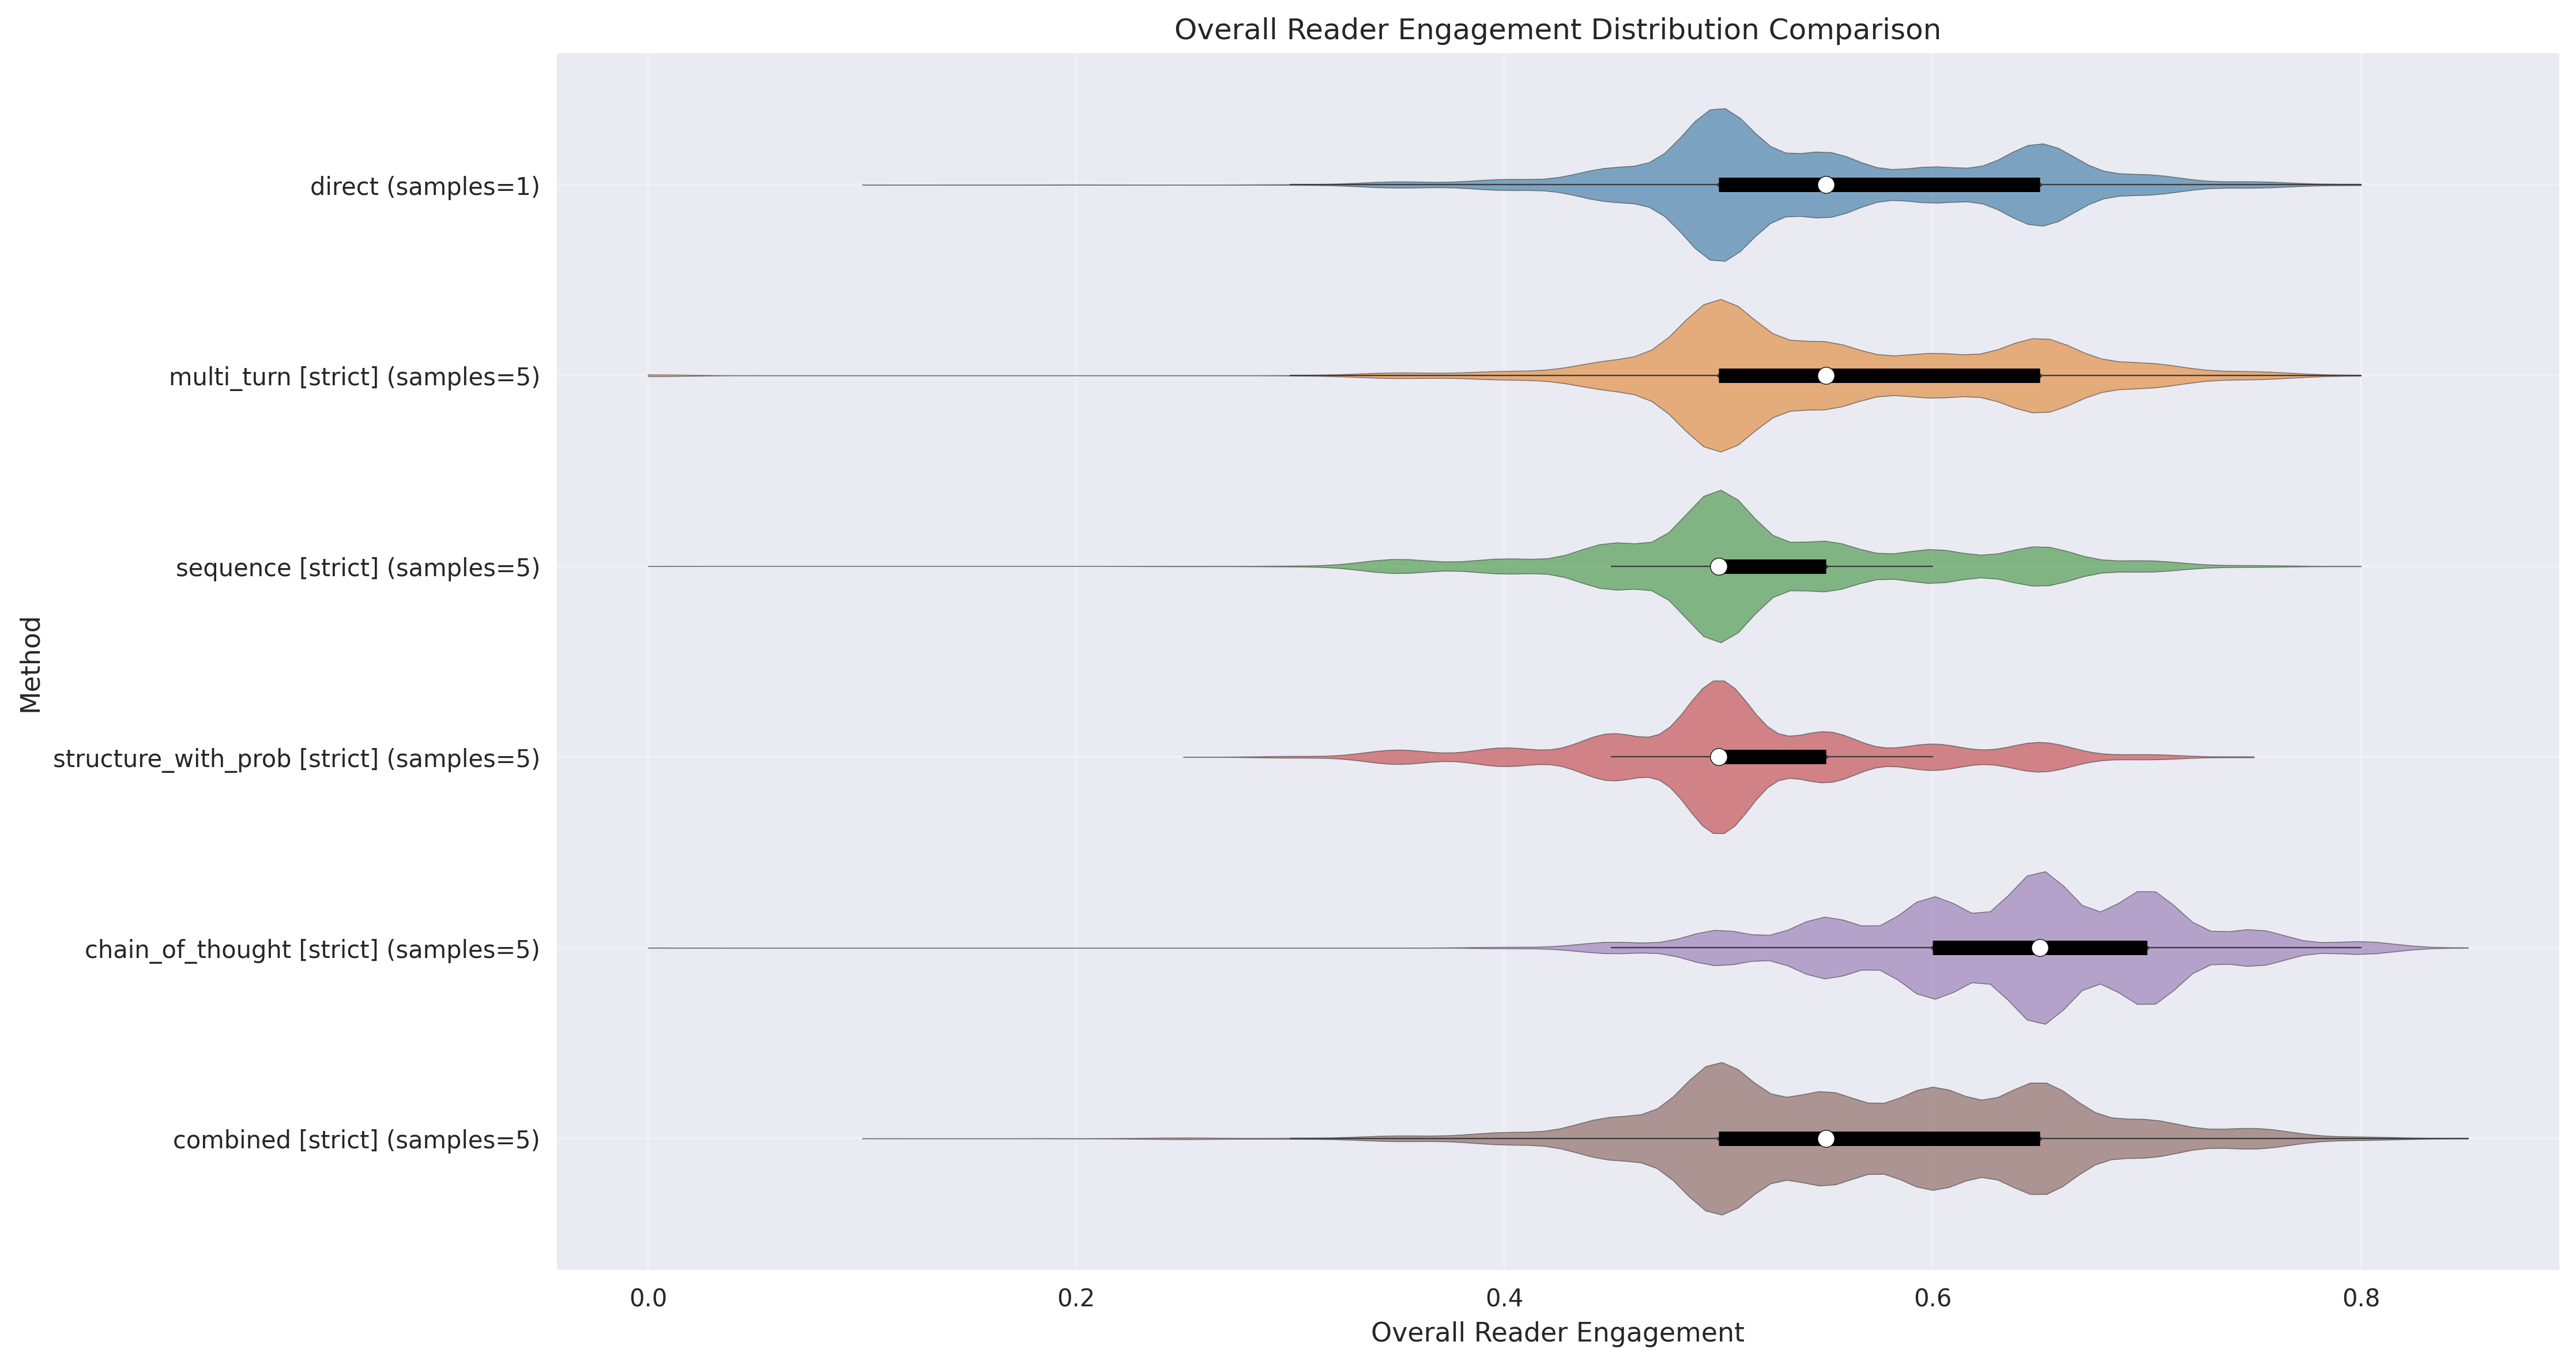 Overall Reader Engagement Distribution Comparison
Method
direct (samples=1)
multi_turn [strict] (samples=5)
sequence [strict] (samples=5)
structure_with_prob [strict] (samples=5)
chain_of_thought [strict] (samples=5)
combined [strict] (samples=5)
0.0 0.2 0.4 0.6 0.8
Overall Reader Engagement